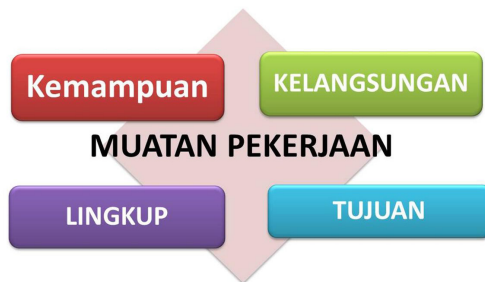 Kemampuan
KELANGSUNGAN
MUATAN PEKERJAAN
LINGKUP
TUJUAN